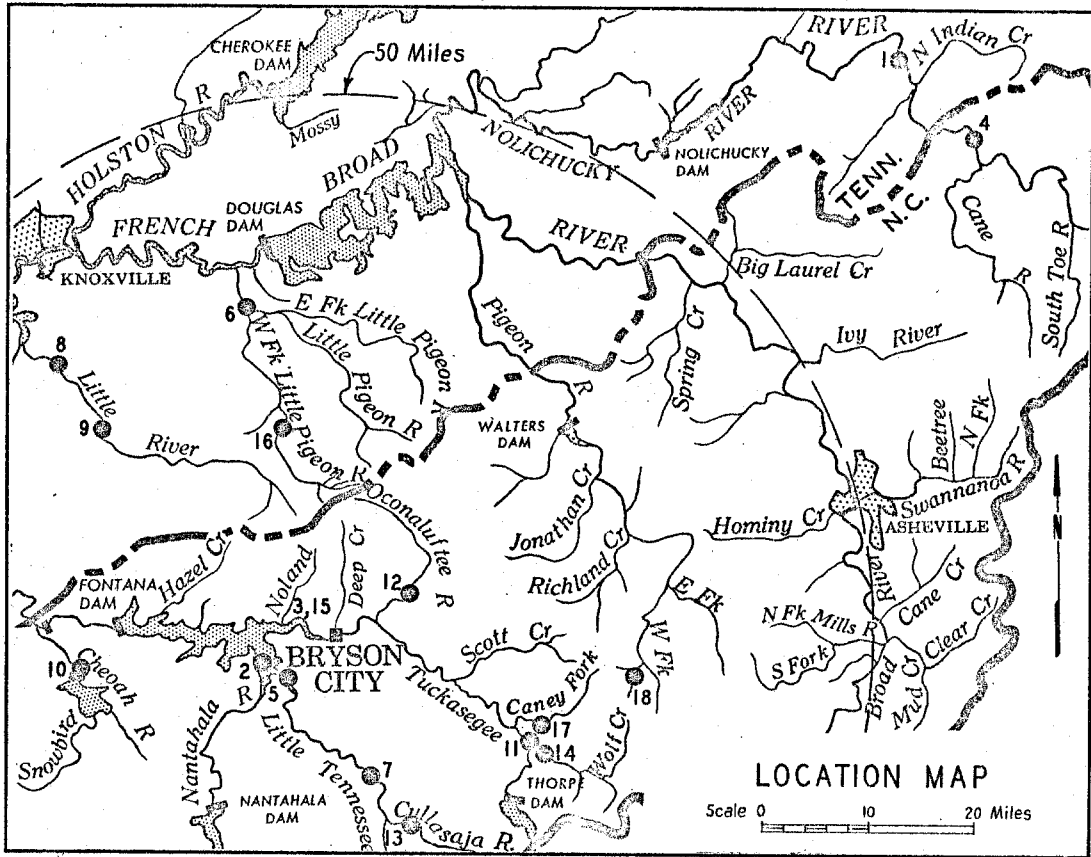 CHEROKEE
DAM
50 Miles
RIVER
1
N Indian Cr
HOLSTON R
Mossy
NOLICHUCKY
RIVER
NOLICHUCKY
DAM
4
TENN.
N.C.
BROAD
FRENCH
DOUGLAS
DAM
RIVER
KNOXVILLE
Big Laurel Cr
Cane R
South Toe R
6
E Fk Little Pigeon
Little Pigeon R
W Fk Little Pigeon R
Pigeon R
Spring Cr
Ivy River
8
Little River
9
16
WALTERS
DAM
Beetree
N Fk
Swannanoa R
ASHEVILLE
Hominy Cr
Oconaluftee R
Jonathan Cr
Richland Cr
N
FONTANA
DAM
Hazel Cr
Noland
Deep Cr
12
3, 15
BRYSON
CITY
E Fk
W Fk
River
Cane Cr
N Fk Mills R
S Fork
Clear Cr
Broad
Mud Cr
10
Cheoah R
Snowbird
2
5
Scott Cr
Tuckasegee
Caney Fork
18
17
11
14
Wolf Cr
Nantahala R
Little Tennessee
7
THORPE
DAM
NANTAHALA
DAM
13
Cullasaja R
LOCATION MAP
Scale 0 10 20 Miles